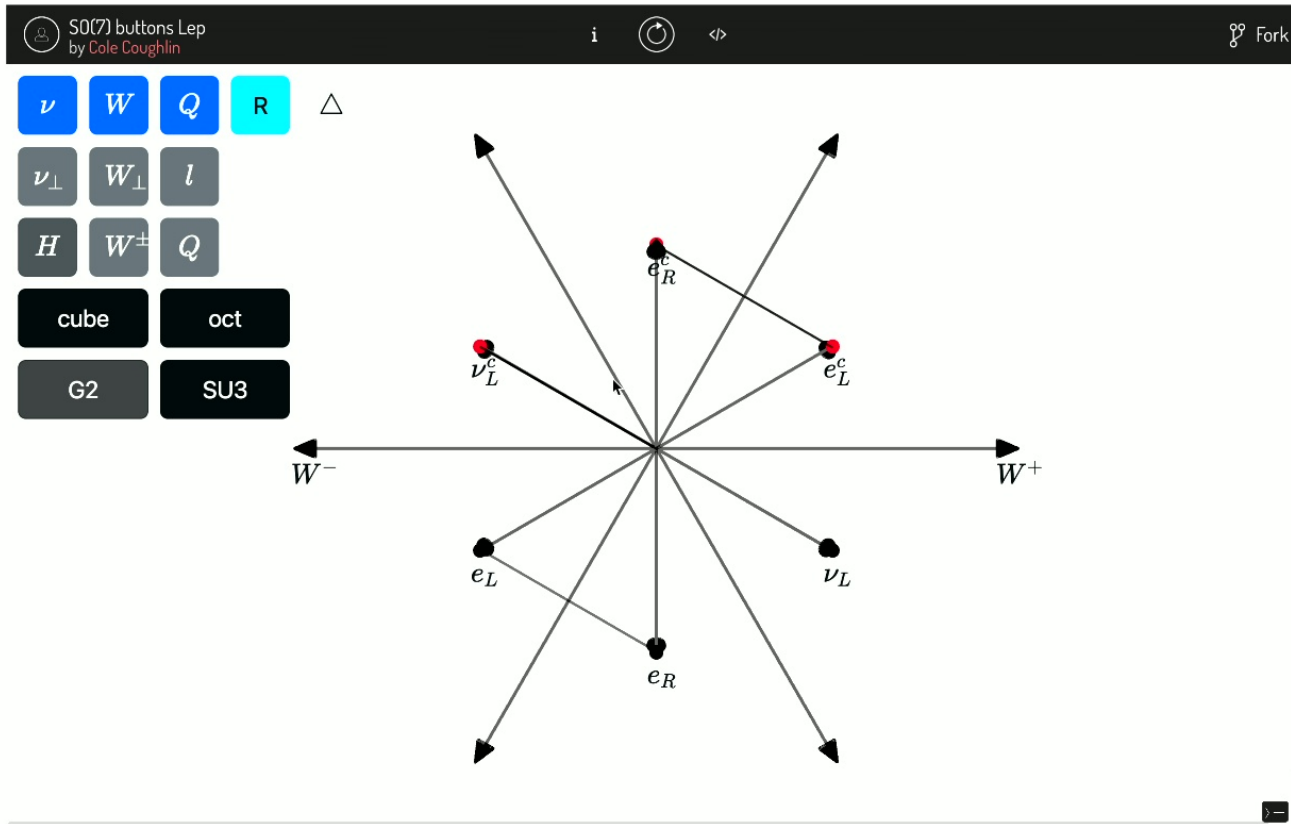 SO(7) buttons Lep
by Cole Coughlin
i
</>
Fork
ν W Q R △
ν⊥ W⊥ l
H W± Q
cube oct
G2 SU3
e_R^c
ν_L^c e_L^c
W⁻ W⁺
e_L ν_L
e_R